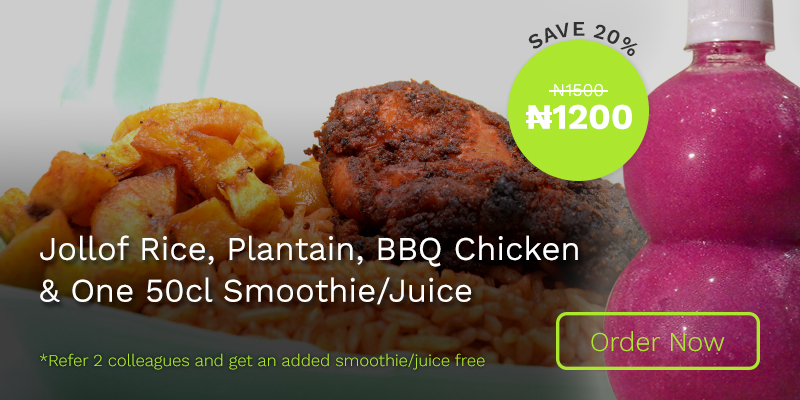 SAVE 20%
₦1500
₦1200
Jollof Rice, Plantain, BBQ Chicken
& One 50cl Smoothie/Juice
*Refer 2 colleagues and get an added smoothie/juice free
Order Now